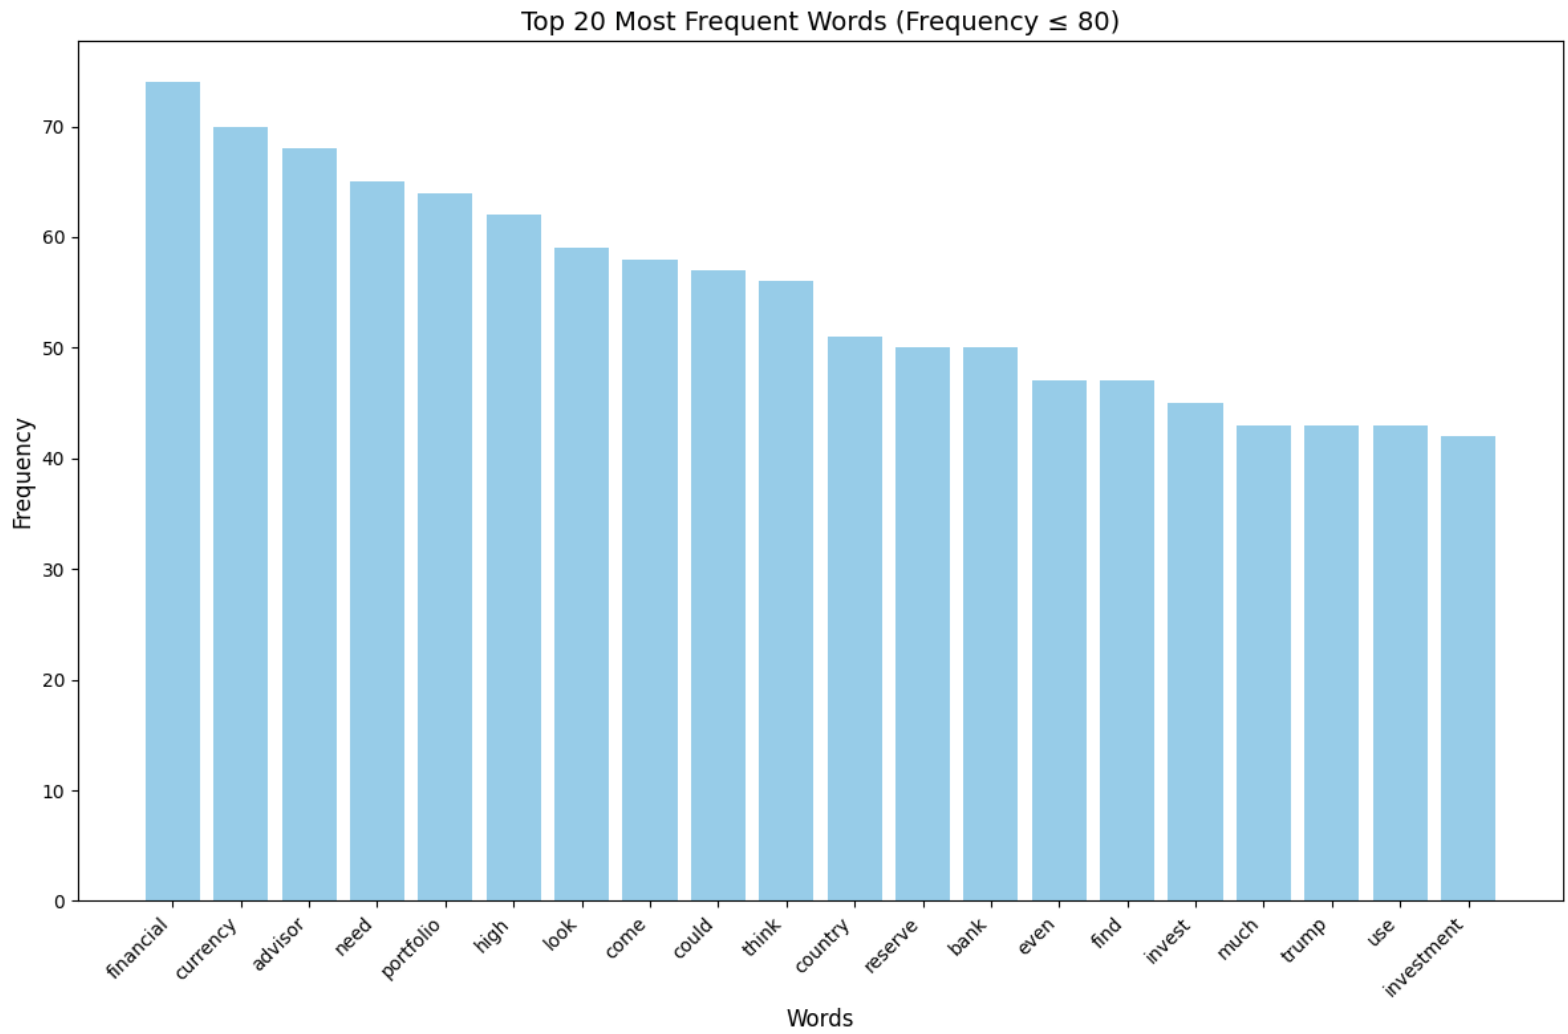 Top 20 Most Frequent Words (Frequency ≤ 80)
Frequency
70
60
50
40
30
20
10
0
financial
currency
advisor
need
portfolio
high
look
come
could
think
country
reserve
bank
even
find
invest
much
trump
use
investment
Words